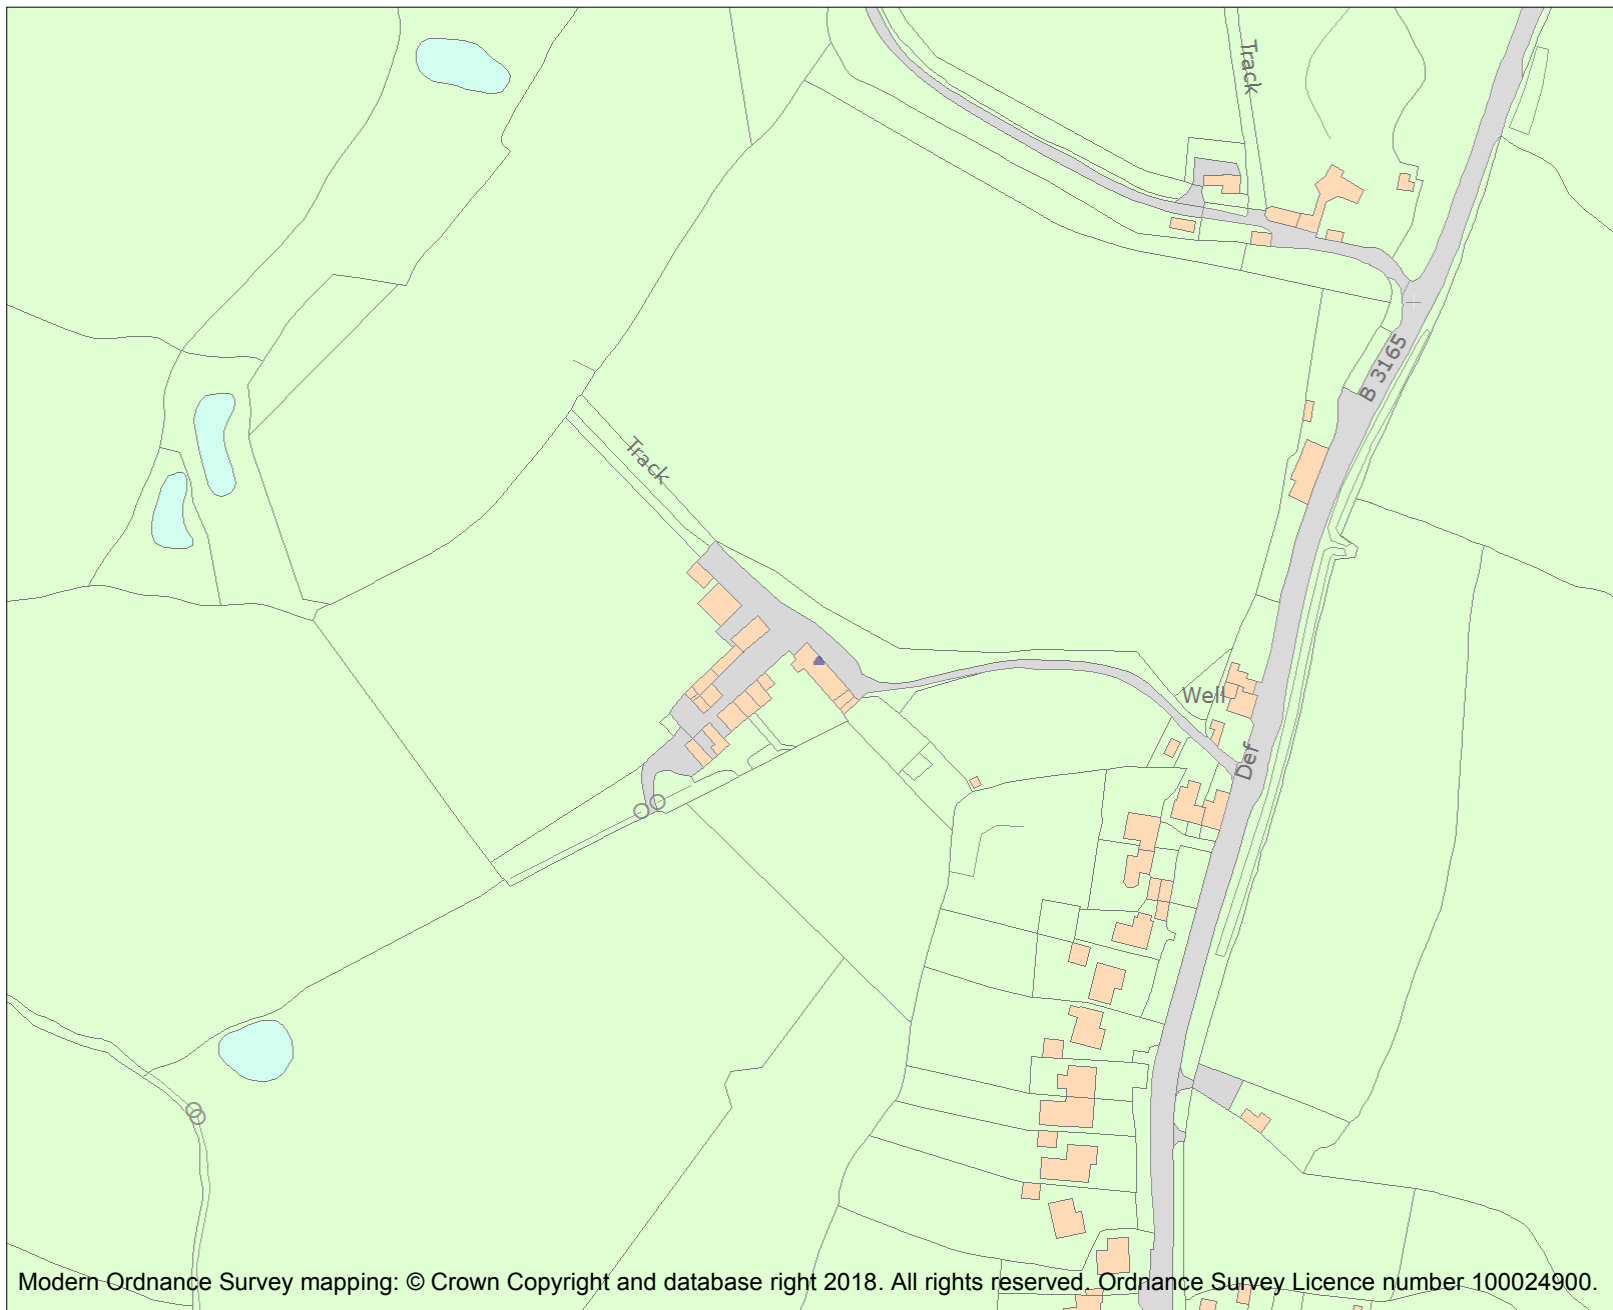 Track
B 3165
Track
Well
Def
Modern Ordnance Survey mapping: © Crown Copyright and database right 2018. All rights reserved. Ordnance Survey Licence number 100024900.